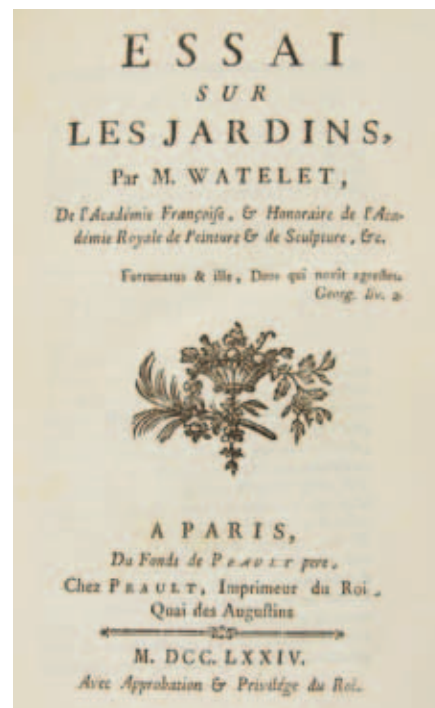 ESSAI
SUR
LES JARDINS,
Par M. WATELET,
De l'Académie Françoise, & Honoraire de l'Aca-
démie Royale de Peinture & de Sculpture, &c.
Fortunatus & ille, Deos qui novit agrestes.
Georg. liv. 2.
A PARIS,
Du Fonds de PRAULT pere.
Chez PRAULT, Imprimeur du Roi,
Quai des Augustins
M. DCC. LXXIV.
Avec Approbation & Privilége du Roi.